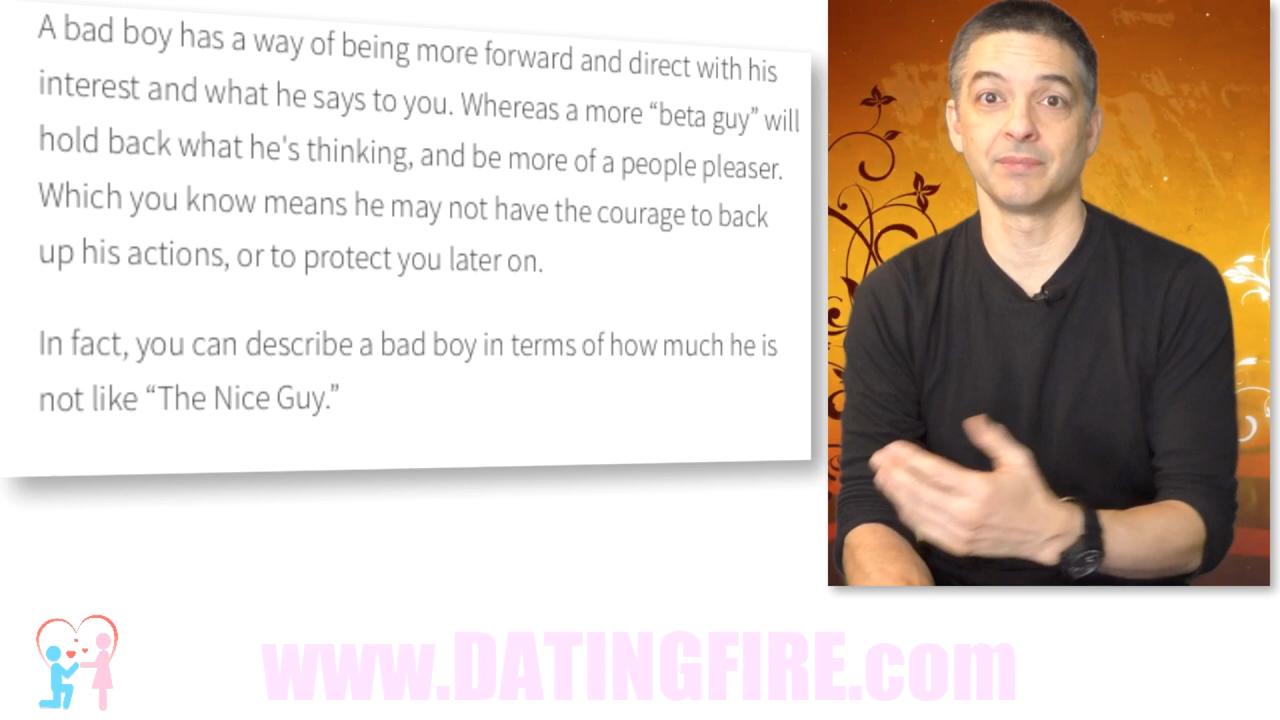 A bad boy has a way of being more forward and direct with his
interest and what he says to you. Whereas a more “beta guy” will
hold back what he's thinking, and be more of a people pleaser.
Which you know means he may not have the courage to back
up his actions, or to protect you later on.
In fact, you can describe a bad boy in terms of how much he is
not like “The Nice Guy.”
www.DATINGFIRE.com